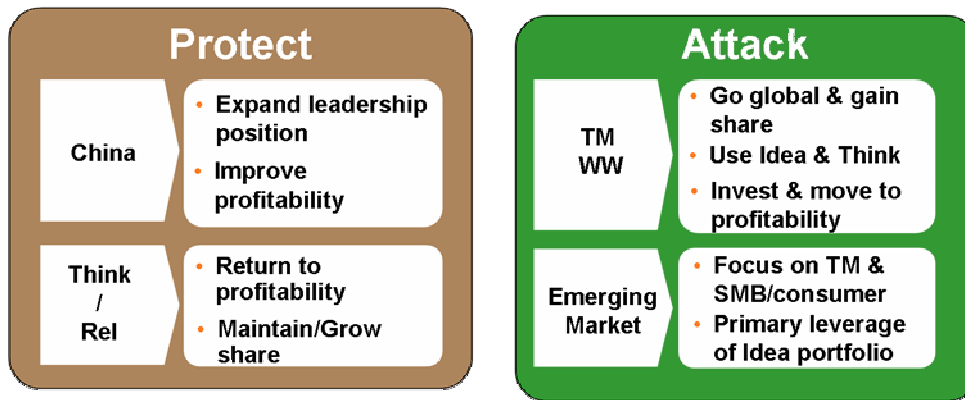 Protect
China
• Expand leadership
position
• Improve
profitability
Think
/
Rel
• Return to
profitability
• Maintain/Grow
share
Attack
TM
WW
• Go global & gain
share
• Use Idea & Think
• Invest & move to
profitability
Emerging
Market
• Focus on TM &
SMB/consumer
• Primary leverage
of Idea portfolio